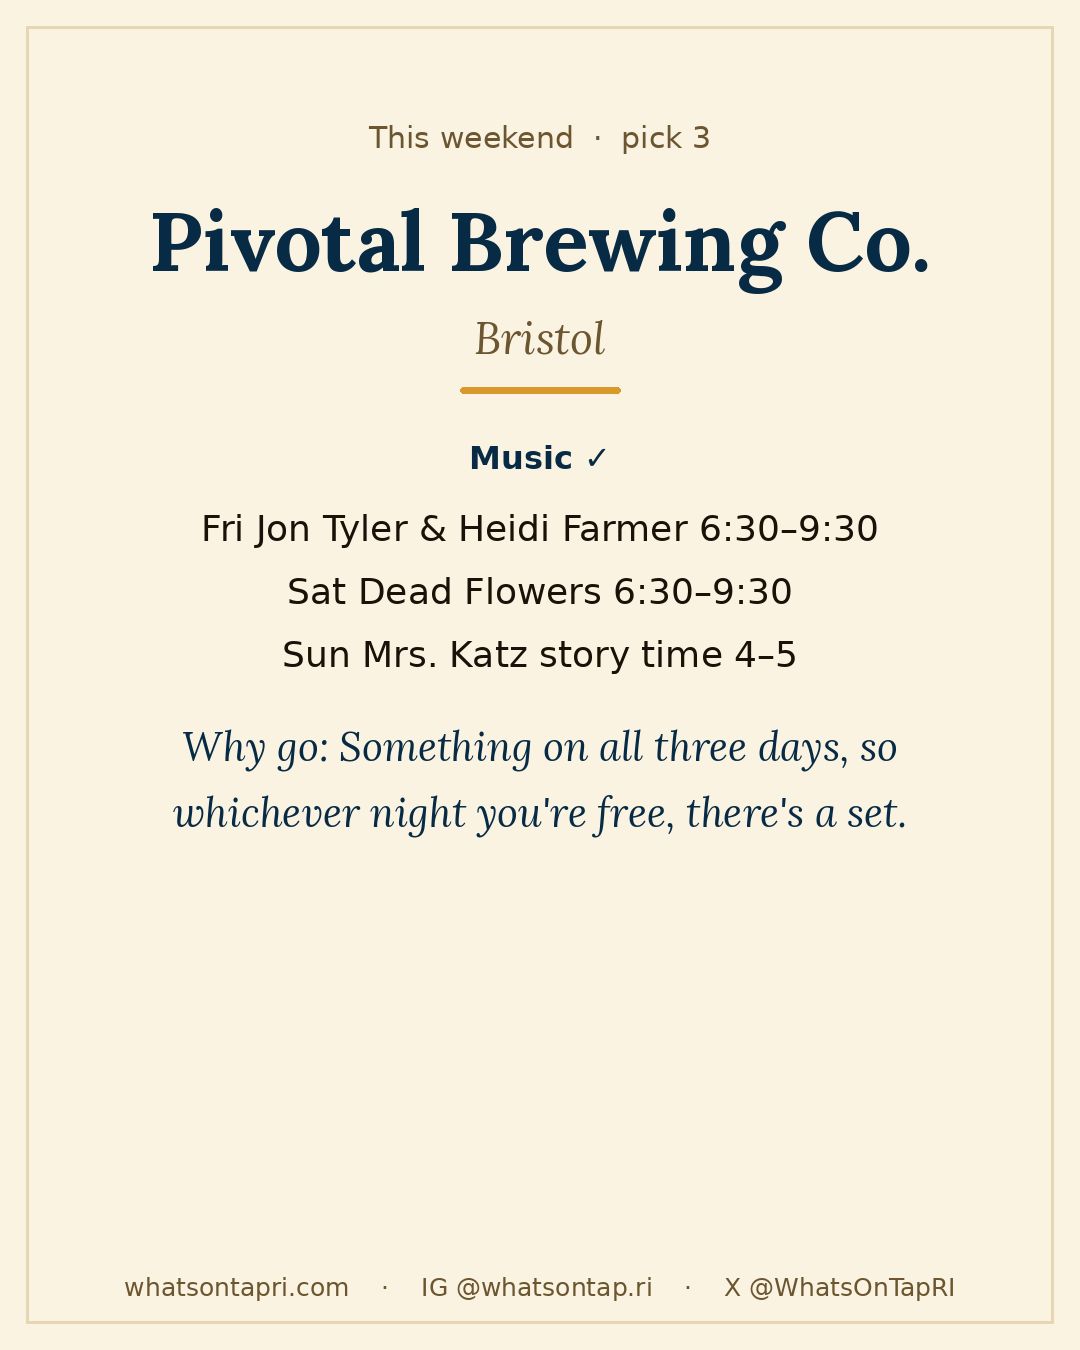 This weekend · pick 3
Pivotal Brewing Co.
Bristol
Music ✓
Fri Jon Tyler & Heidi Farmer 6:30–9:30
Sat Dead Flowers 6:30–9:30
Sun Mrs. Katz story time 4–5
Why go: Something on all three days, so
whichever night you're free, there's a set.
whatsontapri.com · IG @whatsontap.ri · X @WhatsOnTapRI